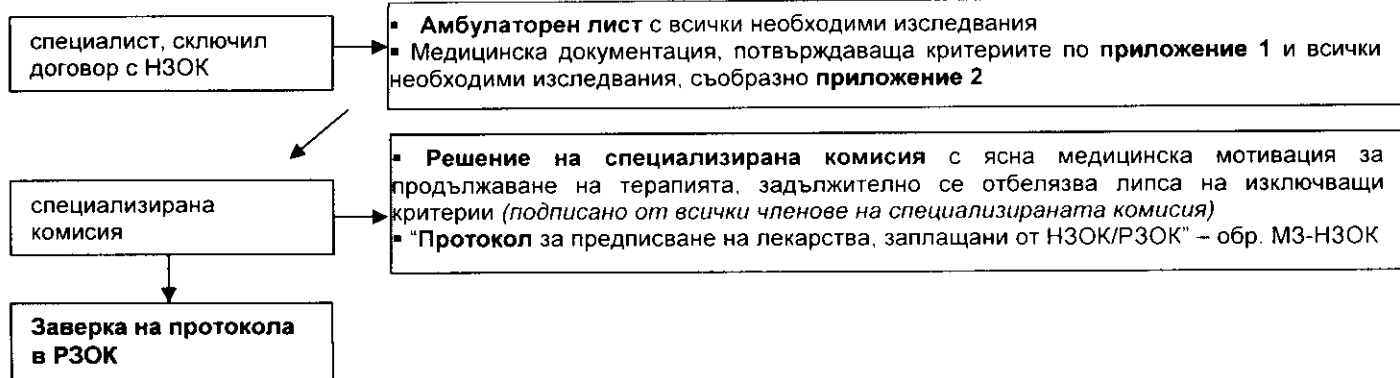 специалист, сключил
договор с НЗОК
▪ Амбулаторен лист с всички необходими изследвания
▪ Медицинска документация, потвърждаваща критериите по приложение 1 и всички
необходими изследвания, съобразно приложение 2
специализирана
комисия
▪ Решение на специализирана комисия с ясна медицинска мотивация за
продължаване на терапията, задължително се отбелязва липса на изключващи
критерии (подписано от всички членове на специализираната комисия)
▪ "Протокол за предписване на лекарства, заплащани от НЗОК/РЗОК" – обр. МЗ-НЗОК
Заверка на протокола
в РЗОК